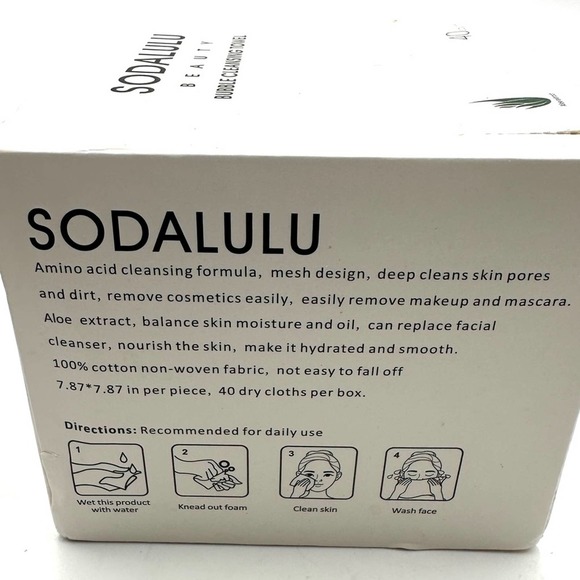 SODALULU
BEAUTY
BUBBLE CLEANSING TOWEL
SODALULU
Amino acid cleansing formula, mesh design, deep cleans skin pores
and dirt, remove cosmetics easily, easily remove makeup and mascara.
Aloe extract, balance skin moisture and oil, can replace facial
cleanser, nourish the skin, make it hydrated and smooth.
100% cotton non-woven fabric, not easy to fall off
7.87*7.87 in per piece, 40 dry cloths per box.
Directions: Recommended for daily use
1
2
3
4
Wet this product
with water
Knead out foam
Clean skin
Wash face